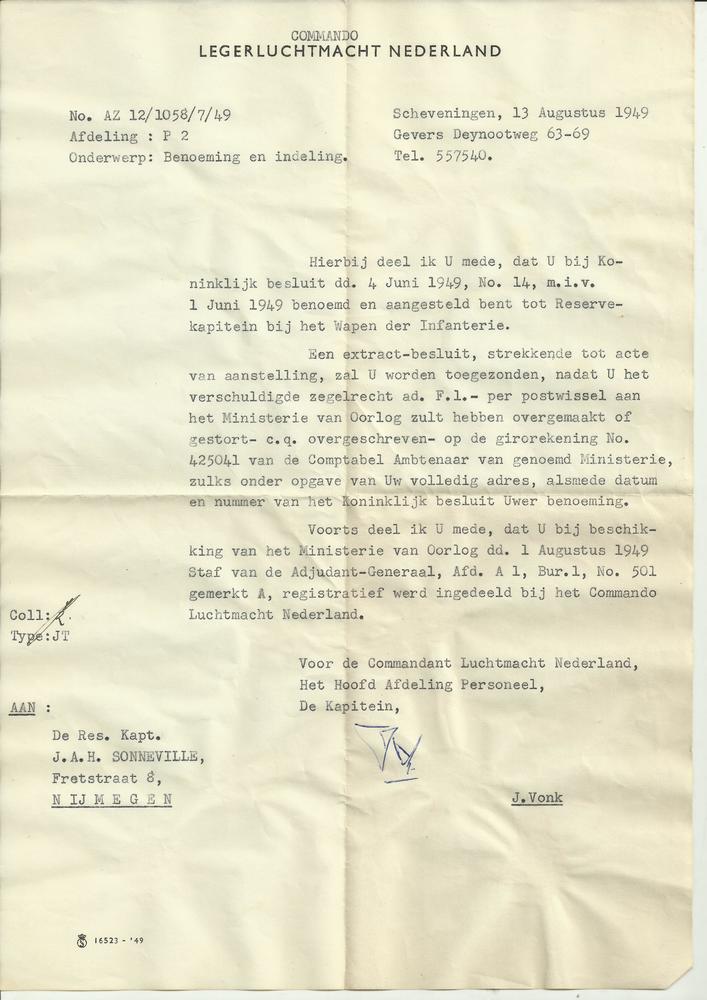 COMMANDO
LEGERLUCHTMACHT NEDERLAND
No. AZ 12/1058/7/49
Afdeling : P 2
Onderwerp: Benoeming en indeling.
Scheveningen, 13 Augustus 1949
Gevers Deynootweg 63-69
Tel. 557540.
Hierbij deel ik U mede, dat U bij Ko-
ninklijk besluit dd. 4 Juni 1949, No. 14, m.i.v.
1 Juni 1949 benoemd en aangesteld bent tot Reserve-
kapitein bij het Wapen der Infanterie.
Een extract-besluit, strekkende tot acte
van aanstelling, zal U worden toegezonden, nadat U het
verschuldigde zegelrecht ad. F.1.- per postwissel aan
het Ministerie van Oorlog zult hebben overgemaakt of
gestort- c.q. overgeschreven- op de girorekening No.
425041 van de Comptabel Ambtenaar van genoemd Ministerie,
zulks onder opgave van Uw volledig adres, alsmede datum
en nummer van het Koninklijk besluit Uwer benoeming.
Voorts deel ik U mede, dat U bij beschik-
king van het Ministerie van Oorlog dd. 1 Augustus 1949
Staf van de Adjudant-Generaal, Afd. A 1, Bur.1, No. 501
gemerkt A, registratief werd ingedeeld bij het Commando
Luchtmacht Nederland.
Coll:
Type:JT
Voor de Commandant Luchtmacht Nederland,
Het Hoofd Afdeling Personeel,
De Kapitein,
AAN :
De Res. Kapt.
J.A.H. SONNEVILLE,
Fretstraat 8,
N IJ M E G E N
J.Vonk
16523 - '49